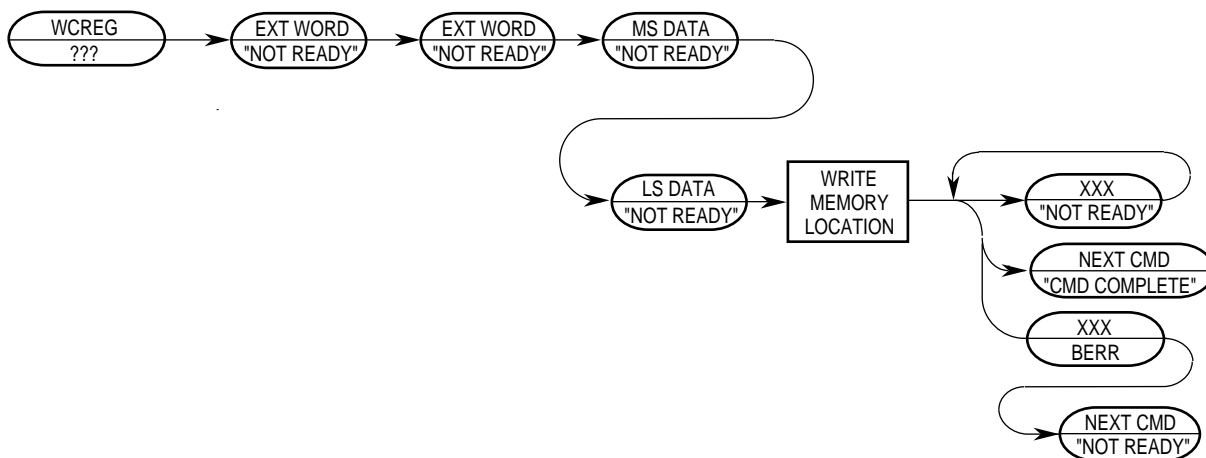 WCREG
???
EXT WORD
"NOT READY"
EXT WORD
"NOT READY"
MS DATA
"NOT READY"
LS DATA
"NOT READY"
WRITE
MEMORY
LOCATION
XXX
"NOT READY"
NEXT CMD
"CMD COMPLETE"
XXX
BERR
NEXT CMD
"NOT READY"